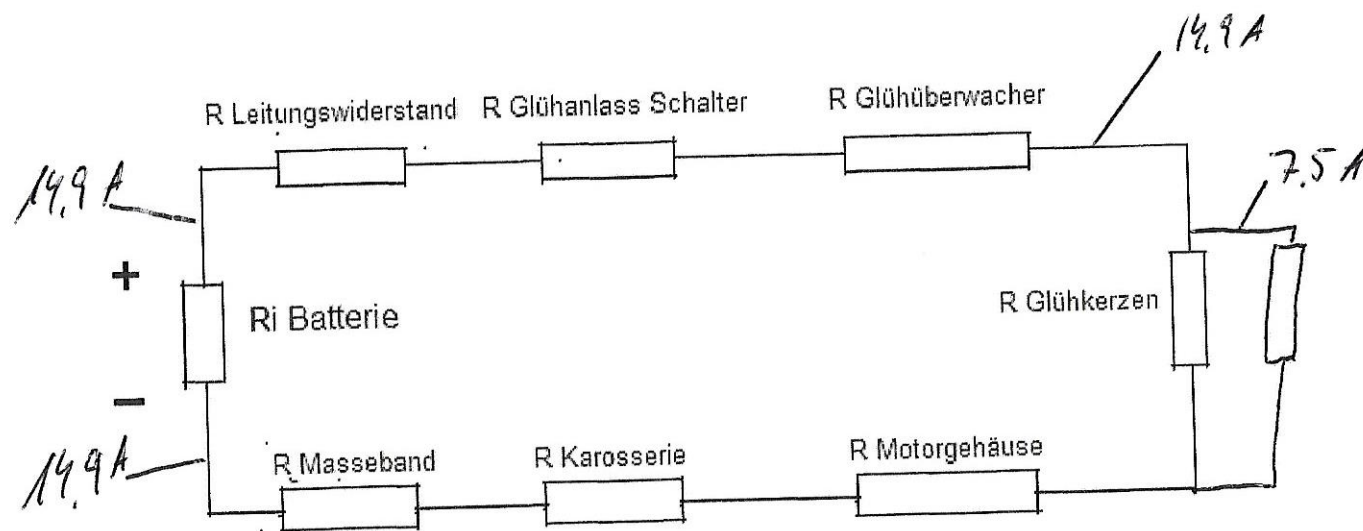 14,9 A
R Leitungswiderstand R Glühanlass Schalter R Glühüberwacher
14,9 A
7,5 A
+
Ri Batterie
R Glühkerzen
–
14,9 A
R Masseband R Karosserie R Motorgehäuse